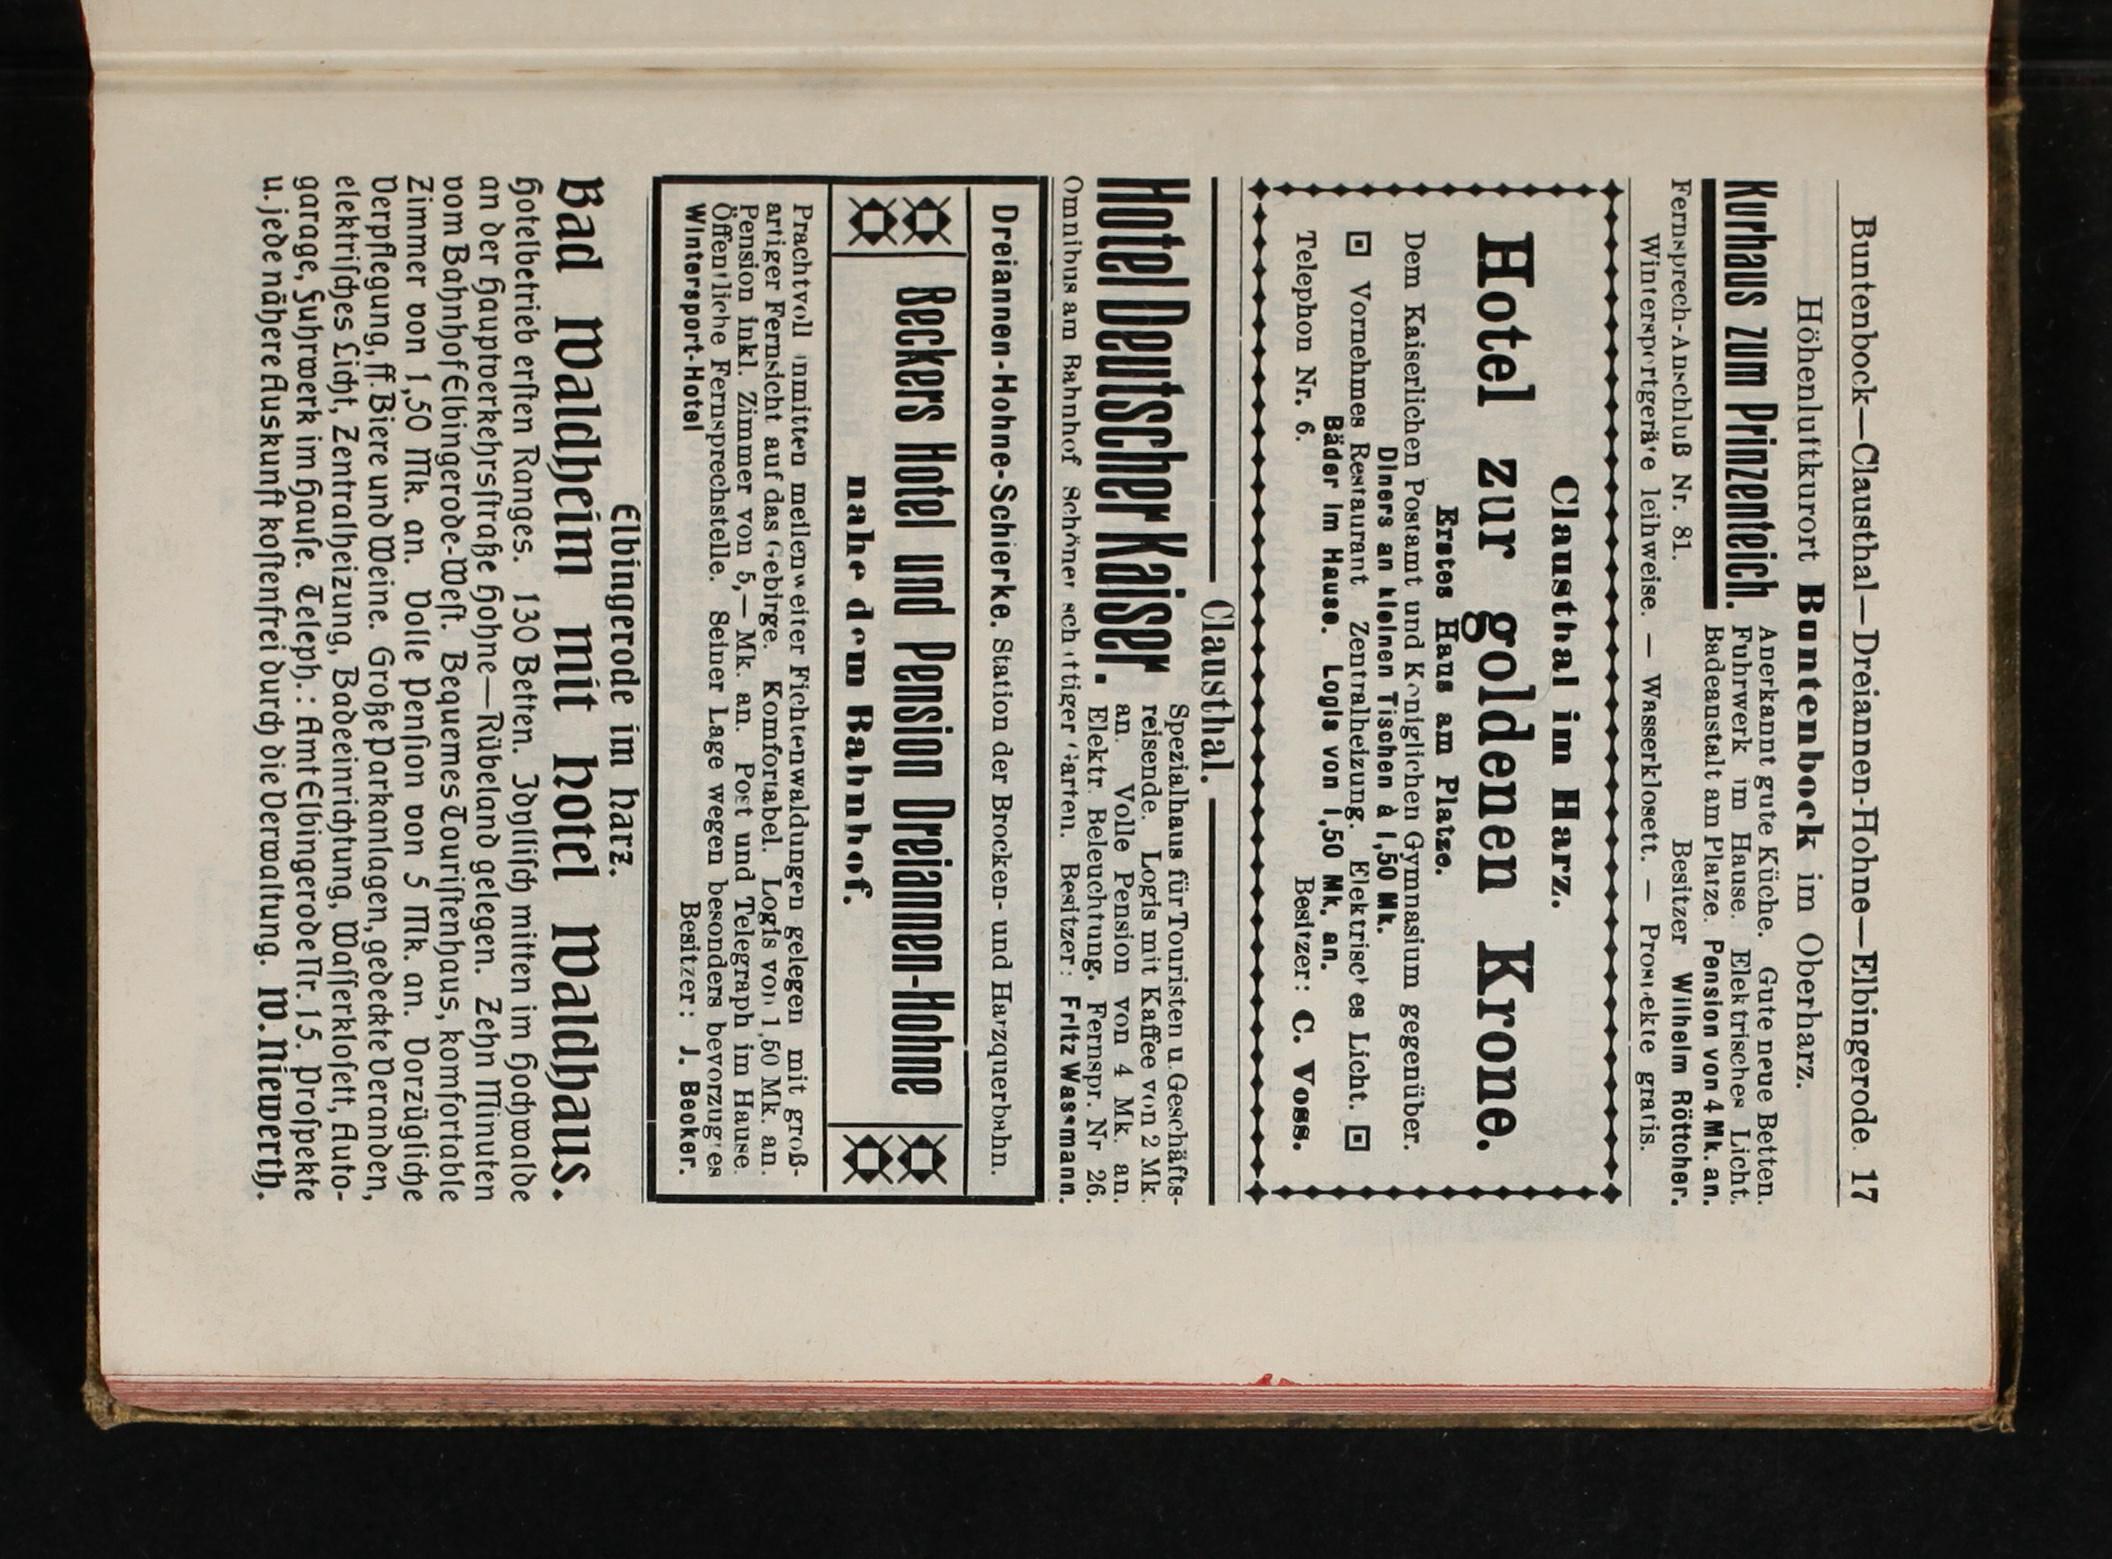 Buntenbock—Clausthal—Dreiannen-Hohne—Elbingerode. 17
Höhenluftkurort Buntenbock im Oberharz.
Kurhaus zum Prinzenteich.
Anerkannt gute Küche. Gute neue Betten.
Fuhrwerk im Hause. Elektrisches Licht.
Badeanstalt am Platze. Pension von 4 Mk. an.
Fernsprech-Anschluß Nr. 81. Besitzer Wilhelm Röttcher.
Wintersportgeräte leihweise. — Wasserklosett. — Prospekte gratis.
Clausthal im Harz.
Hotel zur goldenen Krone.
Erstes Haus am Platze.
Dem Kaiserlichen Postamt und Königlichen Gymnasium gegenüber.
Diners an kleinen Tischen à 1,50 Mk.
Vornehmes Restaurant. Zentralheizung. Elektrisches Licht.
Bäder im Hause. Logis von 1,50 Mk. an.
Telephon Nr. 6. Besitzer: C. Voss.
Clausthal.
Hotel Deutscher Kaiser.
Spezialhaus für Touristen u. Geschäfts-
reisende. Logis mit Kaffee von 2 Mk.
an. Volle Pension von 4 Mk. an.
Elektr. Beleuchtung. Fernspr. Nr 26.
Omnibus am Bahnhof Schöner schattiger Garten. Besitzer: Fritz Wassmann.
Dreiannen-Hohne-Schierke. Station der Brocken- und Harzquerbahn.
Beckers Hotel und Pension Dreiannen-Hohne
nahe dem Bahnhof.
Prachtvoll inmitten meilenweiter Fichtenwaldungen gelegen mit groß-
artiger Fernsicht auf das Gebirge. Komfortabel. Logis von 1,50 Mk. an.
Pension inkl. Zimmer von 5,— Mk. an. Post und Telegraph im Hause.
Öffentliche Fernsprechstelle. Seiner Lage wegen besonders bevorzugtes
Wintersport-Hotel Besitzer: J. Becker.
Elbingerode im Harz.
Bad Waldheim mit Hotel Waldhaus.
Hotelbetrieb ersten Ranges. 130 Betten. Idyllisch mitten im Hochwalde
an der Hauptverkehrsstraße Hohne—Rübeland gelegen. Zehn Minuten
vom Bahnhof Elbingerode-West. Bequemes Touristenhaus, komfortable
Zimmer von 1,50 Mk. an. Volle Pension von 5 Mk. an. Vorzügliche
Verpflegung, ff. Biere und Weine. Große Parkanlagen, gedeckte Veranden,
elektrisches Licht, Zentralheizung, Badeeinrichtung, Wasserklosett, Auto-
garage, Fuhrwerk im Hause. Teleph.: Amt Elbingerode Nr. 15. Prospekte
u. jede nähere Auskunft kostenfrei durch die Verwaltung. W. Niewerth.